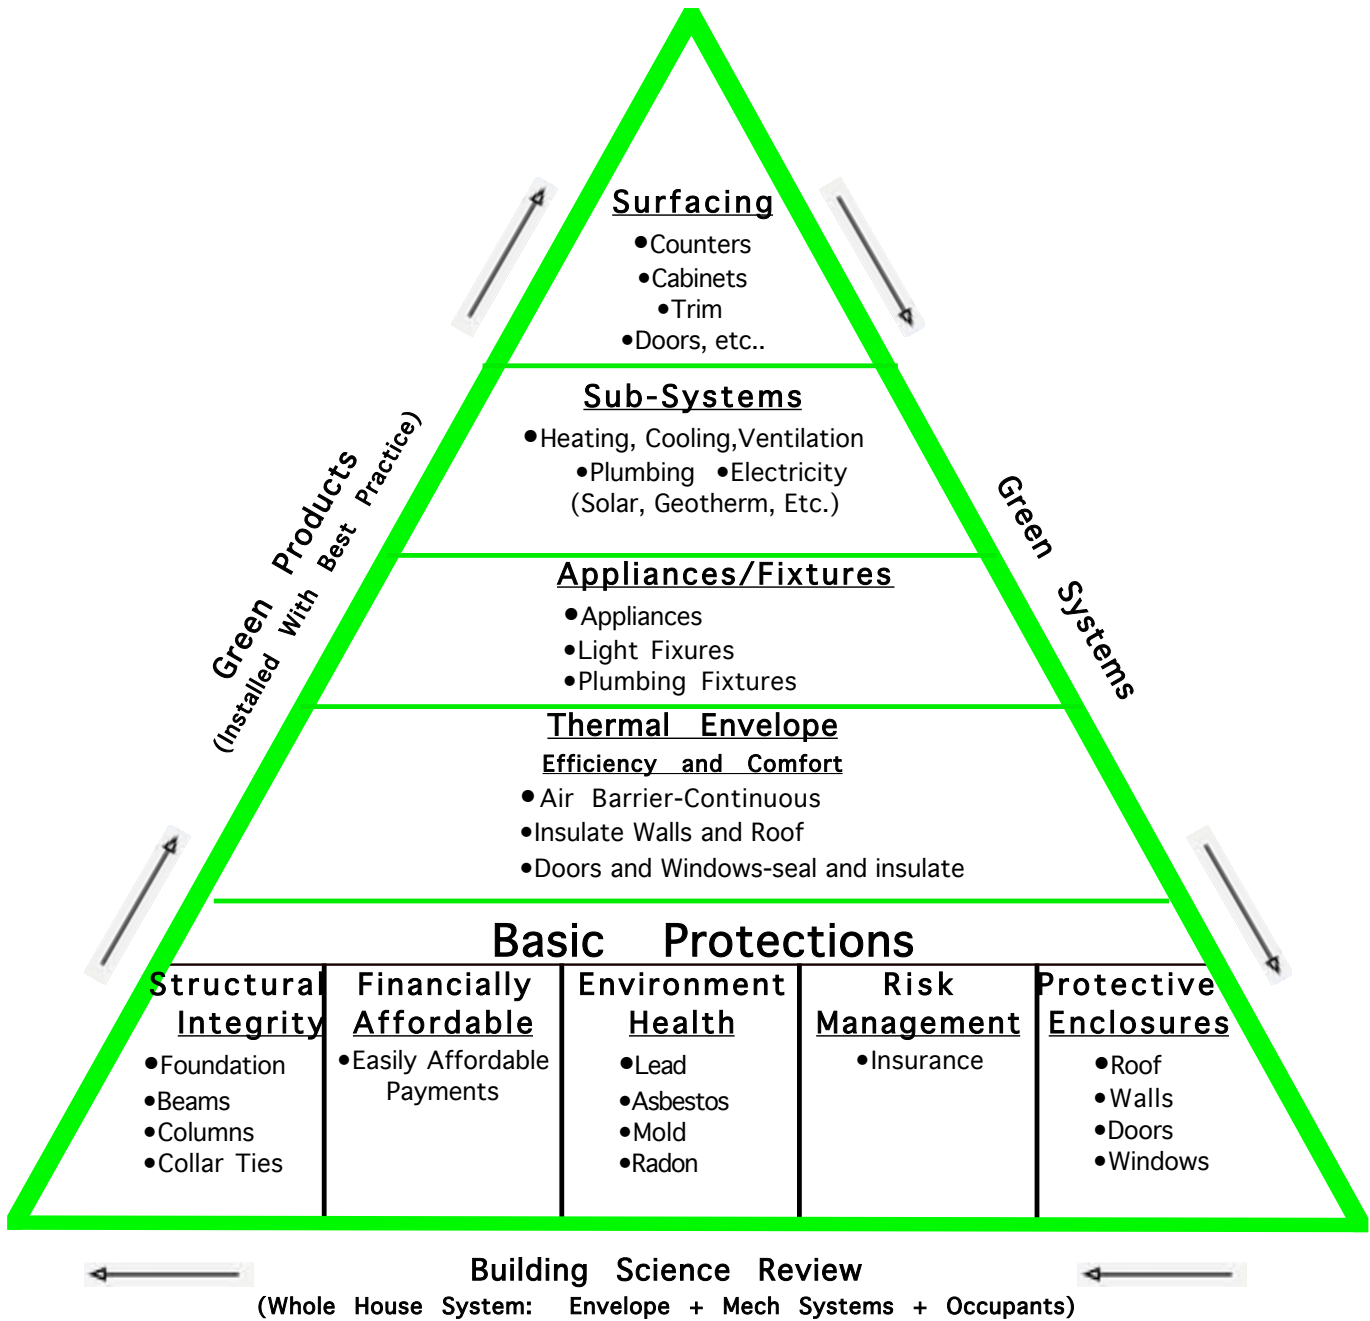 Surfacing
•Counters
•Cabinets
•Trim
•Doors, etc..
Sub-Systems
•Heating, Cooling,Ventilation
•Plumbing •Electricity
(Solar, Geotherm, Etc.)
Appliances/Fixtures
•Appliances
•Light Fixures
•Plumbing Fixtures
Thermal Envelope
Efficiency and Comfort
•Air Barrier-Continuous
•Insulate Walls and Roof
•Doors and Windows-seal and insulate
Green Products
(Installed With Best Practice)
Green Systems
Basic Protections
Structural
Integrity
•Foundation
•Beams
•Columns
•Collar Ties
Financially
Affordable
•Easily Affordable
Payments
Environment
Health
•Lead
•Asbestos
•Mold
•Radon
Risk
Management
•Insurance
Protective
Enclosures
•Roof
•Walls
•Doors
•Windows
Building Science Review
(Whole House System: Envelope + Mech Systems + Occupants)